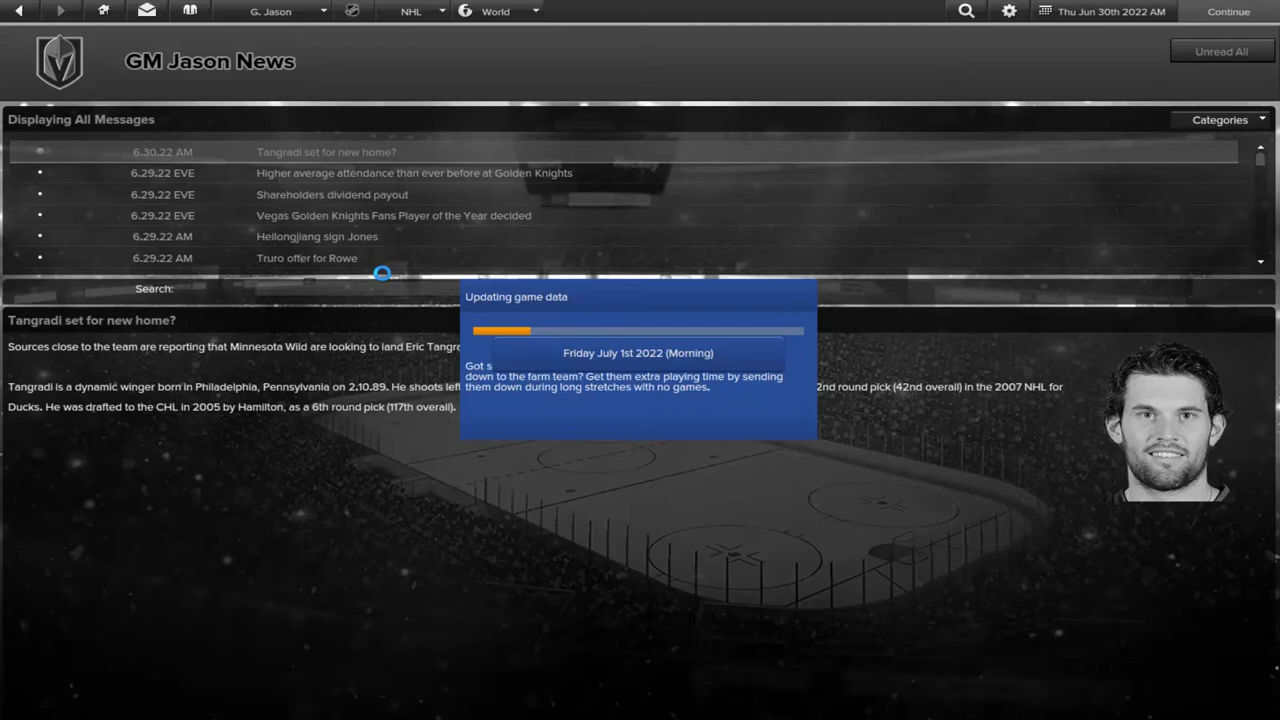 G. Jason
NHL
World
Thu Jun 30th 2022 AM
Continue
GM Jason News
Unread All
Displaying All Messages
Categories
6.30.22 AM Tangradi set for new home?
6.29.22 EVE Higher average attendance than ever before at Golden Knights
6.29.22 EVE Shareholders dividend payout
6.29.22 EVE Vegas Golden Knights Fans Player of the Year decided
6.29.22 AM Heilongjiang sign Jones
6.29.22 AM Truro offer for Rowe
Search:
Updating game data
Friday July 1st 2022 (Morning)
Got s
down to the farm team? Get them extra playing time by sending
them down during long stretches with no games.
Tangradi set for new home?
Sources close to the team are reporting that Minnesota Wild are looking to land Eric Tangra
Tangradi is a dynamic winger born in Philadelphia, Pennsylvania on 2.10.89. He shoots left 2nd round pick (42nd overall) in the 2007 NHL for
Ducks. He was drafted to the CHL in 2005 by Hamilton, as a 6th round pick (117th overall).